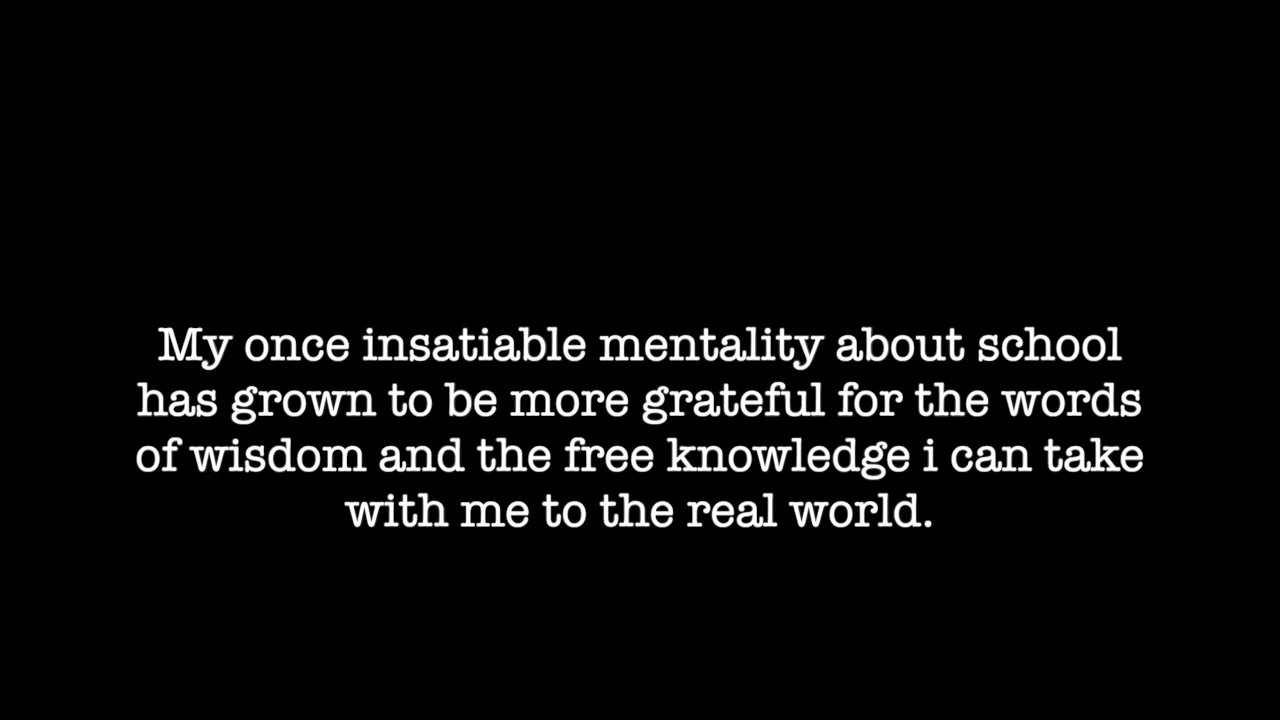 My once insatiable mentality about school
has grown to be more grateful for the words
of wisdom and the free knowledge i can take
with me to the real world.